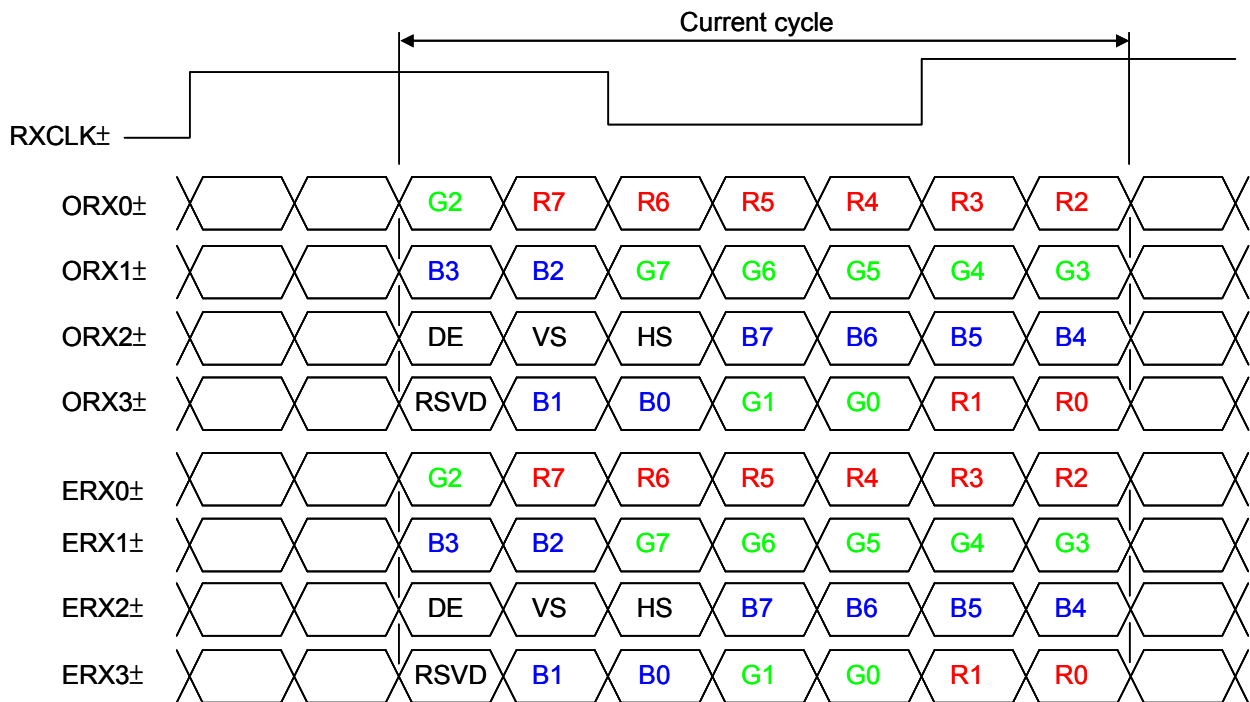 Current cycle
RXCLK±
ORX0± G2 R7 R6 R5 R4 R3 R2
ORX1± B3 B2 G7 G6 G5 G4 G3
ORX2± DE VS HS B7 B6 B5 B4
ORX3± RSVD B1 B0 G1 G0 R1 R0
ERX0± G2 R7 R6 R5 R4 R3 R2
ERX1± B3 B2 G7 G6 G5 G4 G3
ERX2± DE VS HS B7 B6 B5 B4
ERX3± RSVD B1 B0 G1 G0 R1 R0